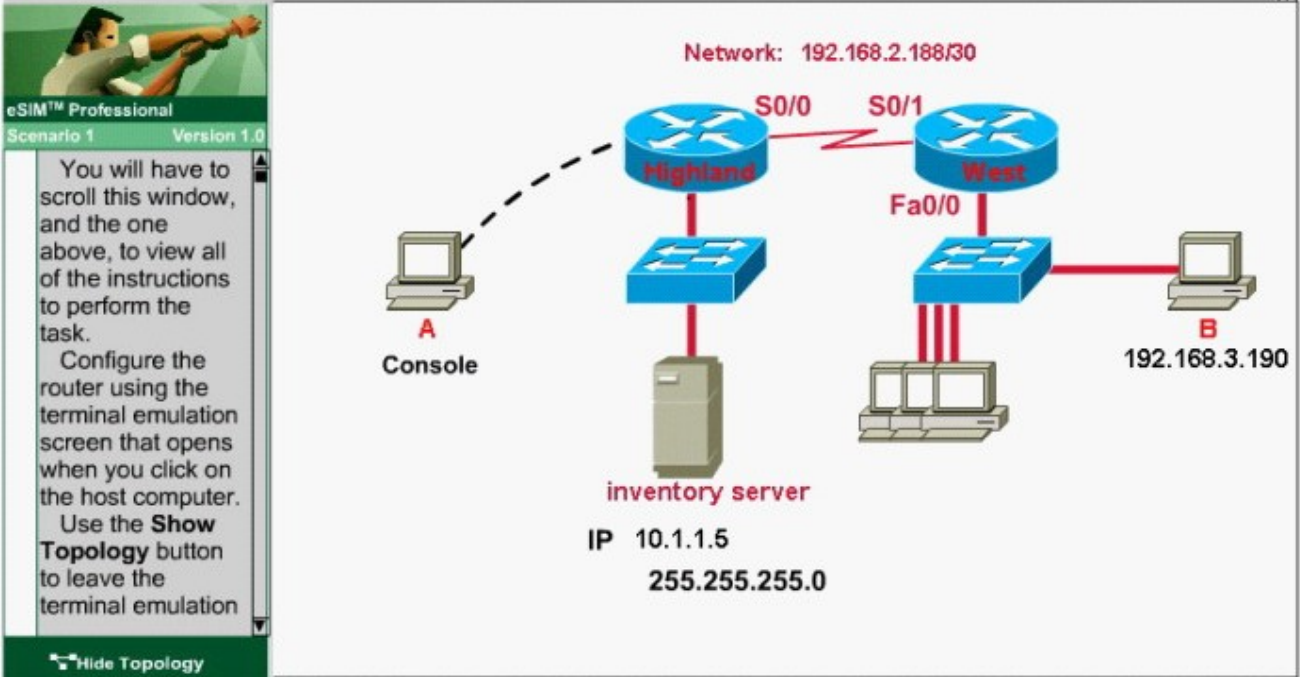 eSIM™ Professional
Scenario 1 Version 1.0
You will have to
scroll this window,
and the one
above, to view all
of the instructions
to perform the
task.
Configure the
router using the
terminal emulation
screen that opens
when you click on
the host computer.
Use the Show
Topology button
to leave the
terminal emulation
Hide Topology
Network: 192.168.2.188/30
S0/0
S0/1
Highland
West
Fa0/0
A
Console
B
192.168.3.190
inventory server
IP 10.1.1.5
255.255.255.0